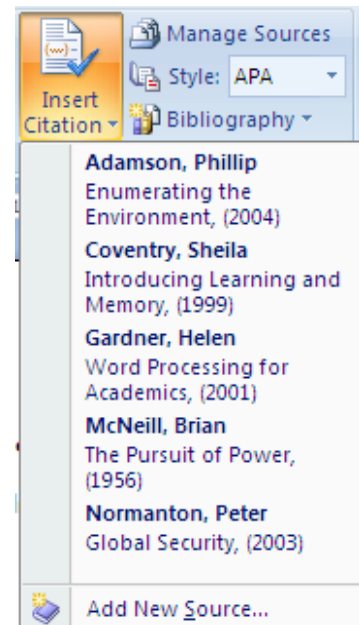 Insert
Citation
Manage Sources
Style: APA
Bibliography
Adamson, Phillip
Enumerating the
Environment, (2004)
Coventry, Sheila
Introducing Learning and
Memory, (1999)
Gardner, Helen
Word Processing for
Academics, (2001)
McNeill, Brian
The Pursuit of Power,
(1956)
Normanton, Peter
Global Security, (2003)
Add New Source...